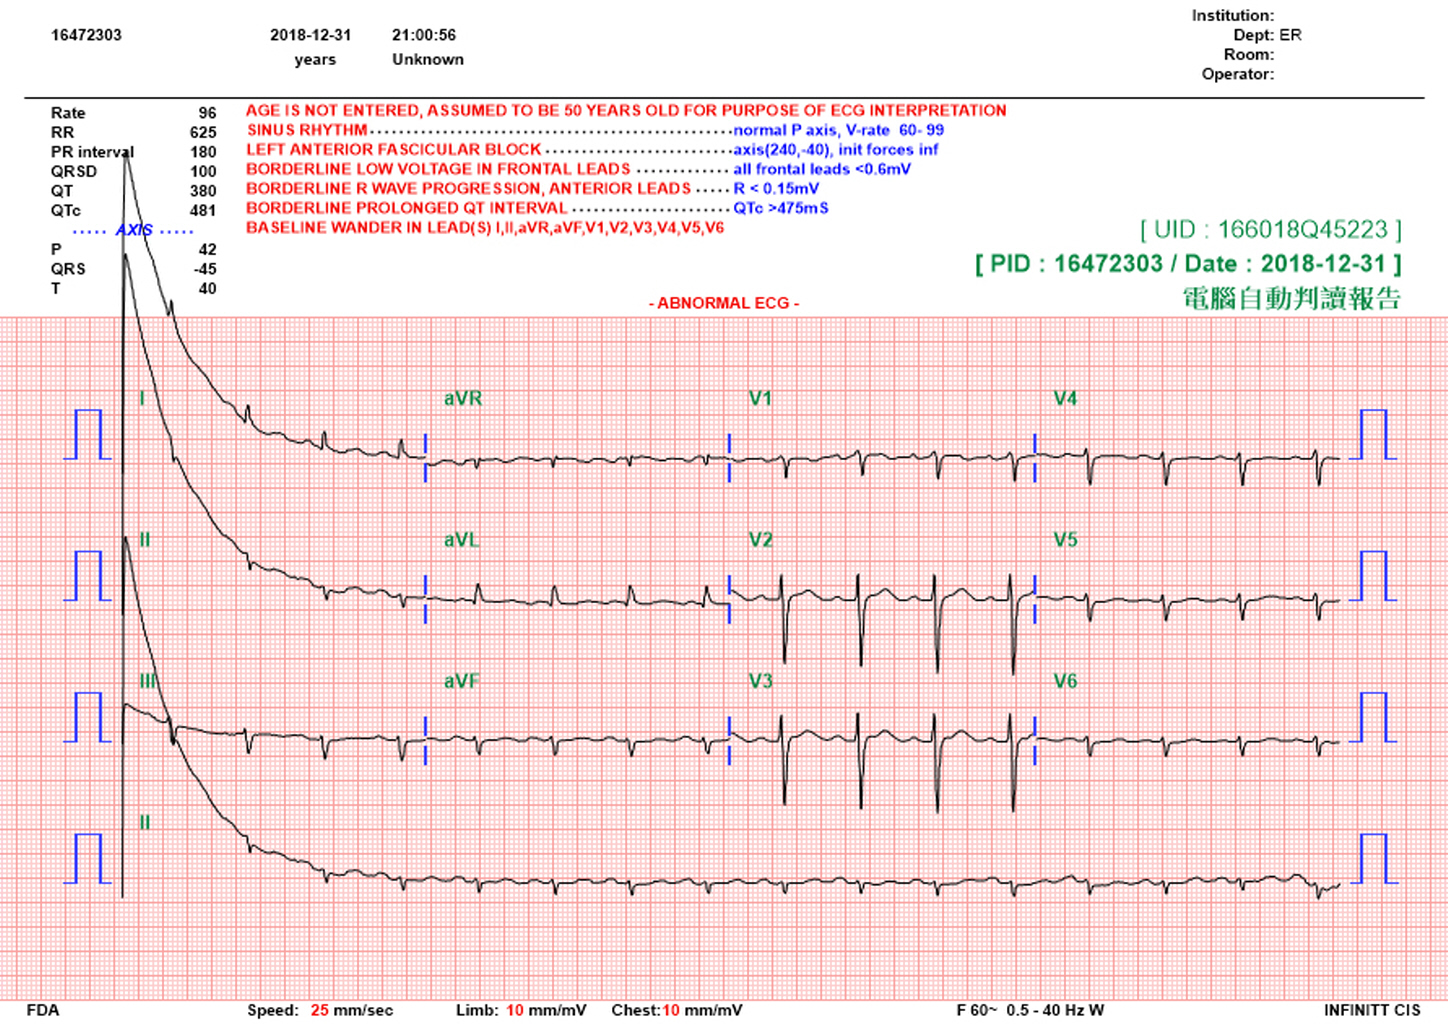 16472303 2018-12-31 21:00:56
years Unknown
Institution:
Dept: ER
Room:
Operator:
Rate 96
RR 625
PR interval 180
QRSD 100
QT 380
QTc 481
····· AXIS ·····
P 42
QRS -45
T 40
AGE IS NOT ENTERED, ASSUMED TO BE 50 YEARS OLD FOR PURPOSE OF ECG INTERPRETATION
SINUS RHYTHM ···················································· normal P axis, V-rate 60- 99
LEFT ANTERIOR FASCICULAR BLOCK ··························· axis(240,-40), init forces inf
BORDERLINE LOW VOLTAGE IN FRONTAL LEADS ············· all frontal leads <0.6mV
BORDERLINE R WAVE PROGRESSION, ANTERIOR LEADS ····· R < 0.15mV
BORDERLINE PROLONGED QT INTERVAL ······················· QTc >475mS
BASELINE WANDER IN LEAD(S) I,II,aVR,aVF,V1,V2,V3,V4,V5,V6
[ UID : 166018Q45223 ]
[ PID : 16472303 / Date : 2018-12-31 ]
電腦自動判讀報告
- ABNORMAL ECG -
I aVR V1 V4
II aVL V2 V5
III aVF V3 V6
II
FDA Speed: 25 mm/sec Limb: 10 mm/mV Chest:10 mm/mV F 60~ 0.5 - 40 Hz W INFINITT CIS